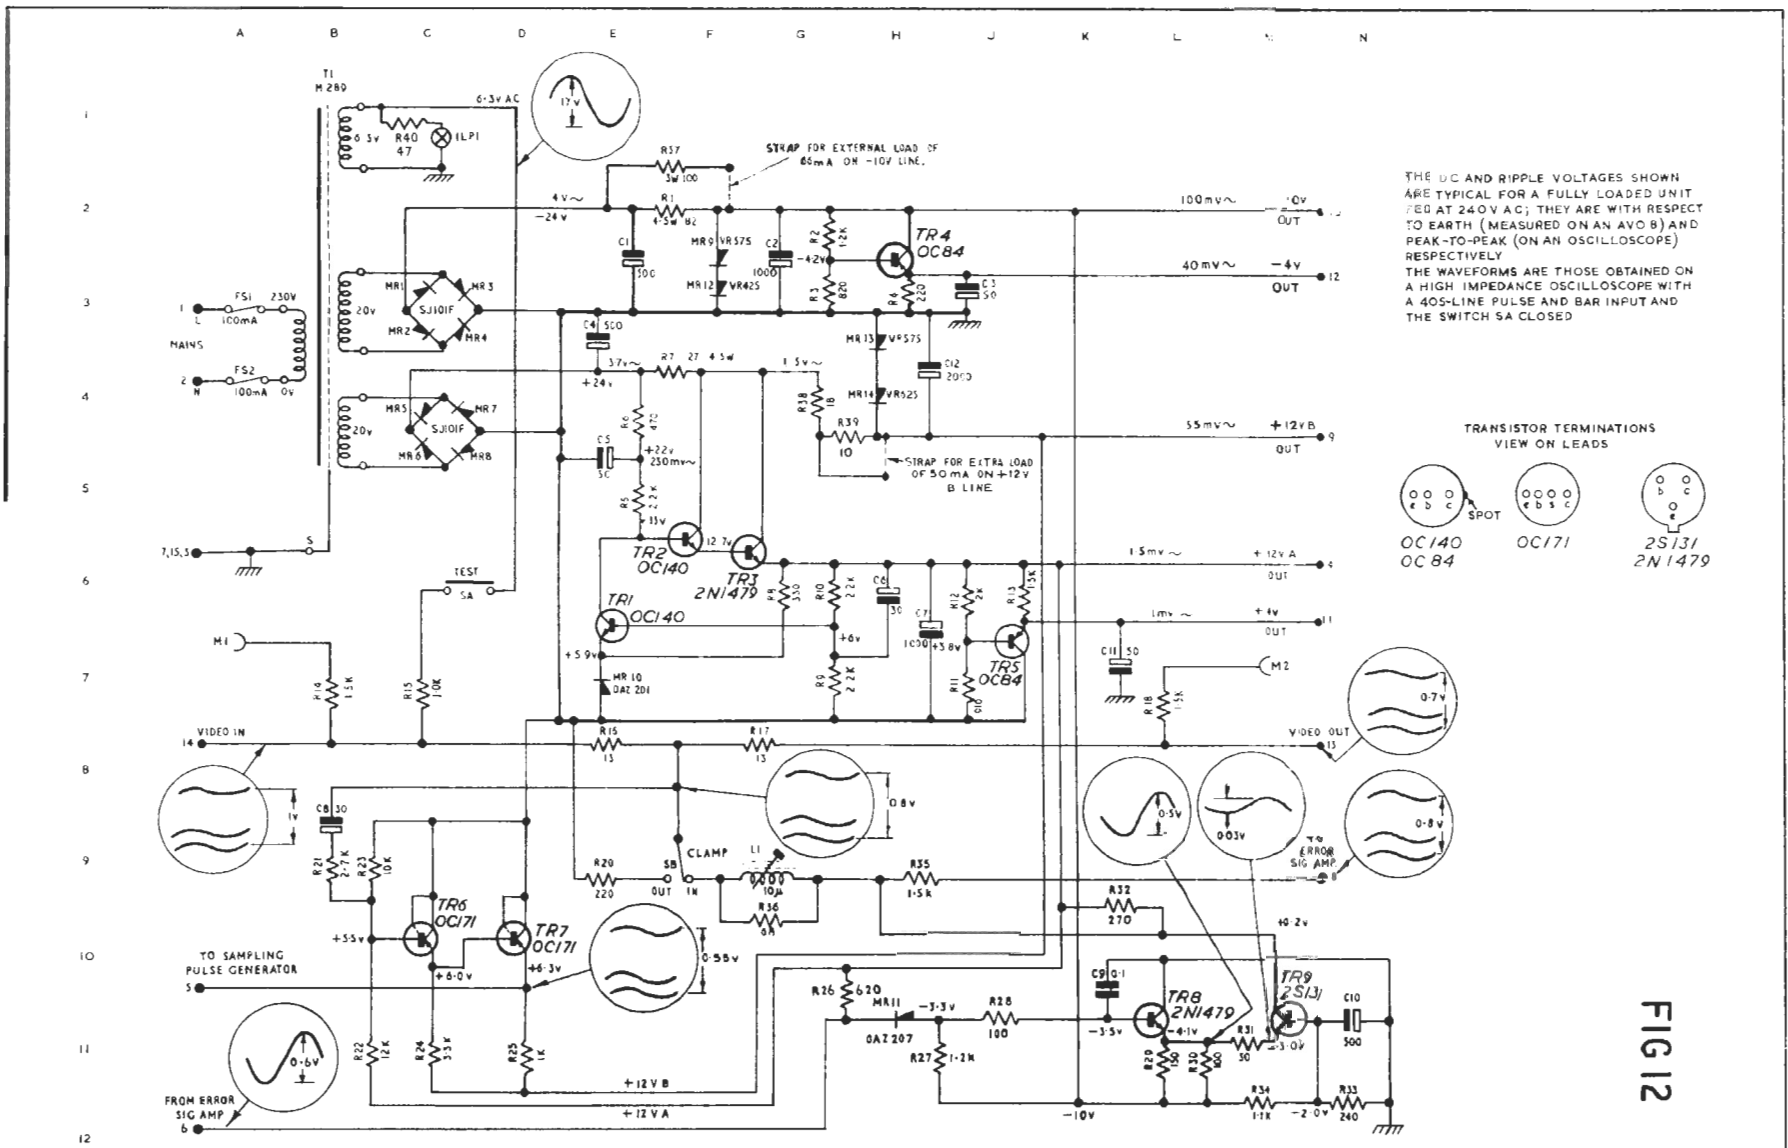 A B C D E F G H J K L M N
1
2
3
4
5
6
7
8
9
10
11
12
T1
M 289
6·3v AC
6 3v
R40
47
ILP1
17v
STRAP FOR EXTERNAL LOAD OF
66mA ON -10V LINE.
R37
3W 100
4v~
-24v
R1
4·5W 82
100mv~
OUT
THE DC AND RIPPLE VOLTAGES SHOWN
ARE TYPICAL FOR A FULLY LOADED UNIT
FED AT 240V AC; THEY ARE WITH RESPECT
TO EARTH (MEASURED ON AN AVO 8) AND
PEAK-TO-PEAK (ON AN OSCILLOSCOPE)
RESPECTIVELY
THE WAVEFORMS ARE THOSE OBTAINED ON
A HIGH IMPEDANCE OSCILLOSCOPE WITH
A 405-LINE PULSE AND BAR INPUT AND
THE SWITCH SA CLOSED
C1
500
MR9 VR575
MR12 VR425
C2
1000
R2
1·2K
-4·2v
R3
820
TR4
OC84
R4
220
C3
50
40mv~
-4v
OUT
12
1
L
FS1
100mA
230V
MAINS
2
N
FS2
100mA
0v
20v
MR1
MR3
SJ101F
MR2
MR4
C4 500
37v~
+24v
R7 27 4·5W
1·5v~
MR13 VR575
MR14 VR525
C12
2000
20v
MR5
MR7
SJ101F
MR6
MR8
R6
470
R38
18
R39
10
C5
50
+22v
230mv~
R5
2·2K
55mv~
+12vB
OUT
9
STRAP FOR EXTRA LOAD
OF 50mA ON +12V
B LINE
TRANSISTOR TERMINATIONS
VIEW ON LEADS
e b c
SPOT
e b s c
b c
e
OC140
OC84
OC171
2S131
2N1479
7,15,3
S
TEST
SA
13v
TR2
OC140
12·7v
TR3
2N1479
1·5mv~
+12v A
OUT
4
TR1
OC140
R8
330
R10
2·2K
C6
30
+6v
R9
2·2K
C7
1000
R12
2K
R13
1·5K
+3·8v
R11
910
TR5
OC84
1mv~
+4v
OUT
11
C11 50
M1
M2
R14
1·5K
R15
1·0K
+5·9v
MR10
OAZ 201
R18
1·5K
0·7v
14
VIDEO IN
R16
13
R17
13
VIDEO OUT
13
1v
C8 30
0·8v
0·5v
0·03v
0·8v
R21
2·7K
R23
10K
CLAMP
SB
OUT
IN
L1
10µ
R20
220
R36
68
R35
1·5K
TO
ERROR
SIG AMP
8
R32
270
+0·2v
TR6
OC171
+5·5v
+6·0v
TR7
OC171
+6·3v
0·55v
TO SAMPLING
PULSE GENERATOR
5
R26
620
MR11
OAZ 207
-3·3v
R28
100
C9 0·1
-3·5v
TR8
2N1479
-4·1v
TR9
2S131
-3·0v
C10
500
R22
12K
R24
3·3K
R25
1K
R27
1·2K
R29
150
R30
100
R31
50
R34
1·1K
-2·0v
R33
240
0·6v
+12V B
+12V A
-10v
FROM ERROR
SIG AMP
6
FIG 12